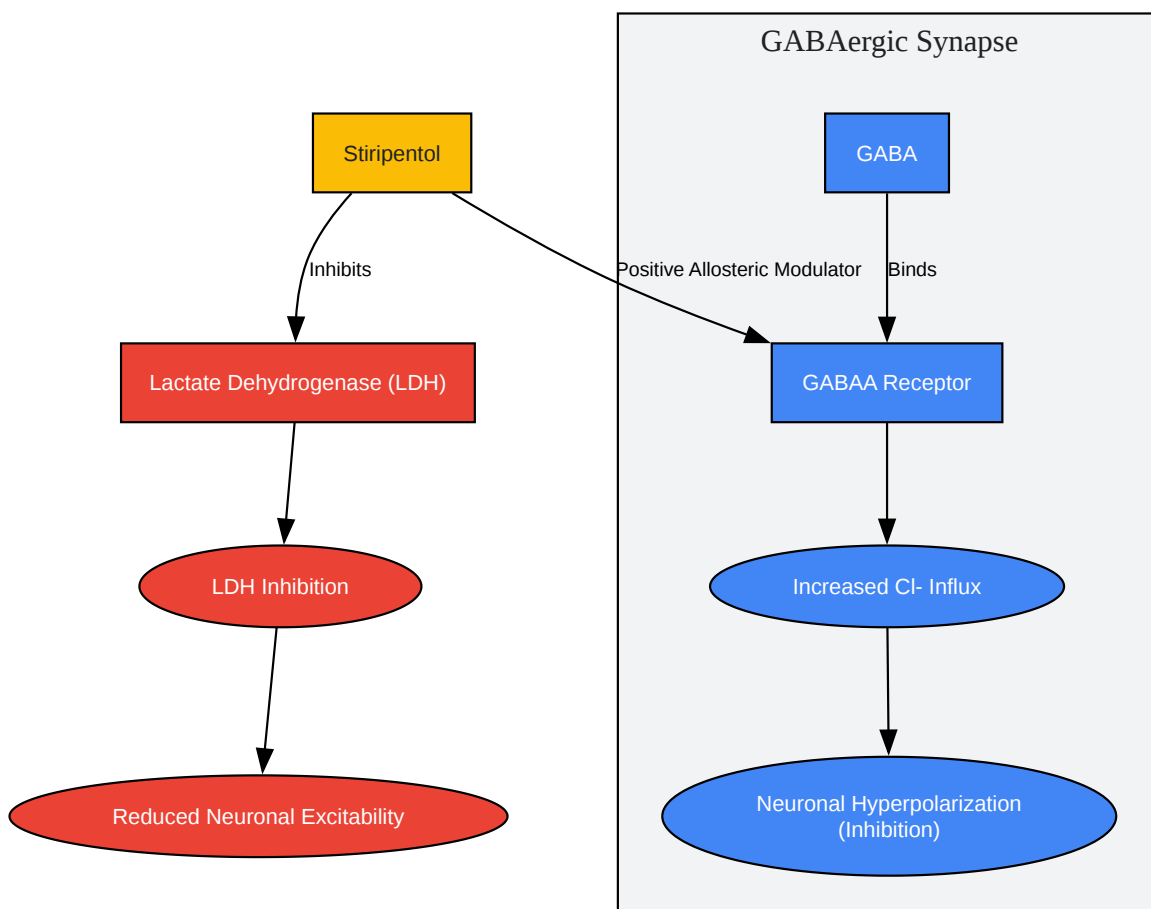 GABAergic Synapse
Stiripentol
GABA
Inhibits
Positive Allosteric Modulator
Binds
Lactate Dehydrogenase (LDH)
GABAA Receptor
LDH Inhibition
Increased Cl- Influx
Reduced Neuronal Excitability
Neuronal Hyperpolarization
(Inhibition)